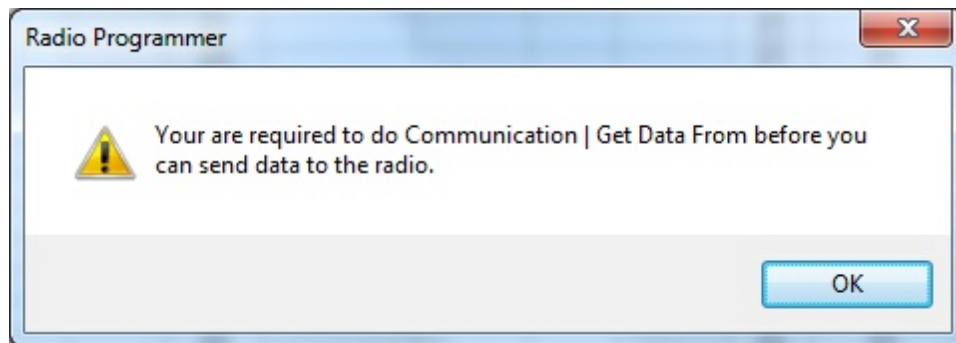 Radio Programmer
Your are required to do Communication | Get Data From before you
can send data to the radio.
OK